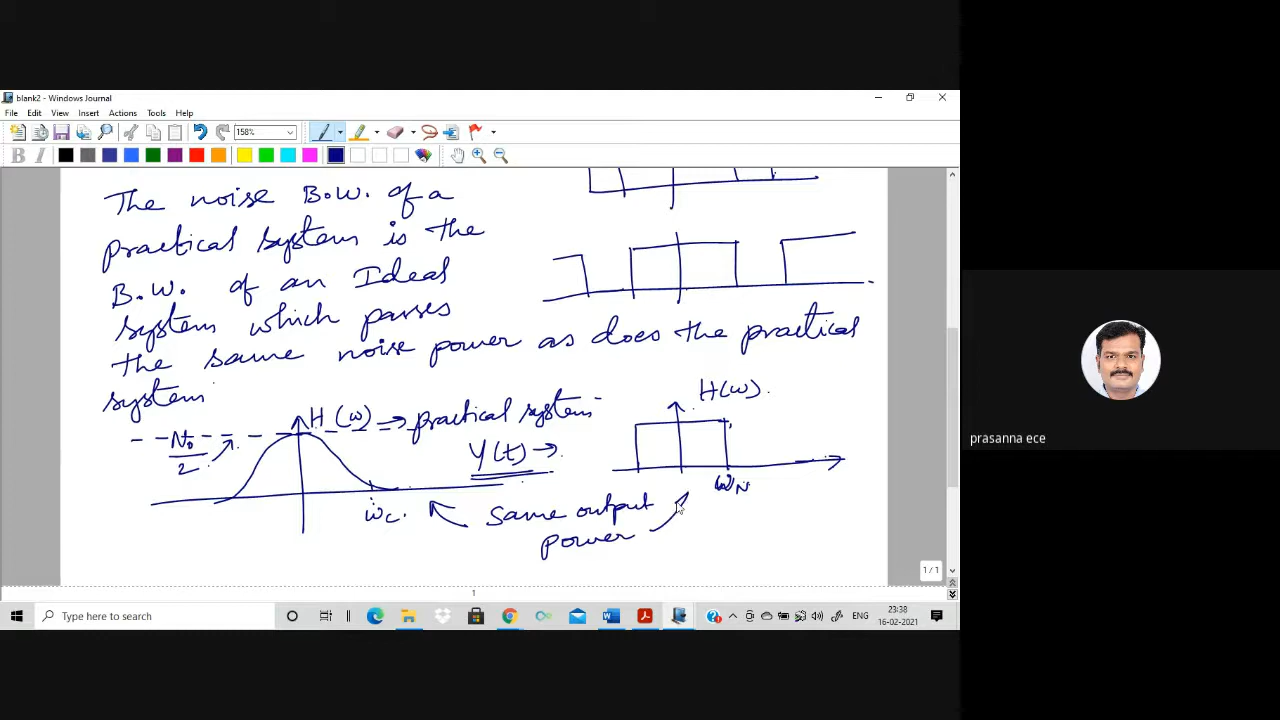 blank2 - Windows Journal
File Edit View Insert Actions Tools Help
158%
B I
The noise B.W. of a
practical system is the
B.W. of an Ideal
system which passes
the same noise power as does the practical
system
H(ω) ⇒ practical system
H(ω).
N₀/2
Y(t) →
ωc.
ωN
Same output
power
1/1
1
prasanna ece
Type here to search
ENG
23:38
16-02-2021